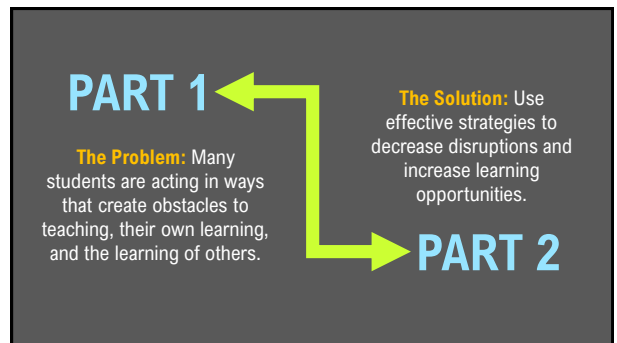 PART 1
The Problem: Many
students are acting in ways
that create obstacles to
teaching, their own learning,
and the learning of others.
The Solution: Use
effective strategies to
decrease disruptions and
increase learning
opportunities.
PART 2